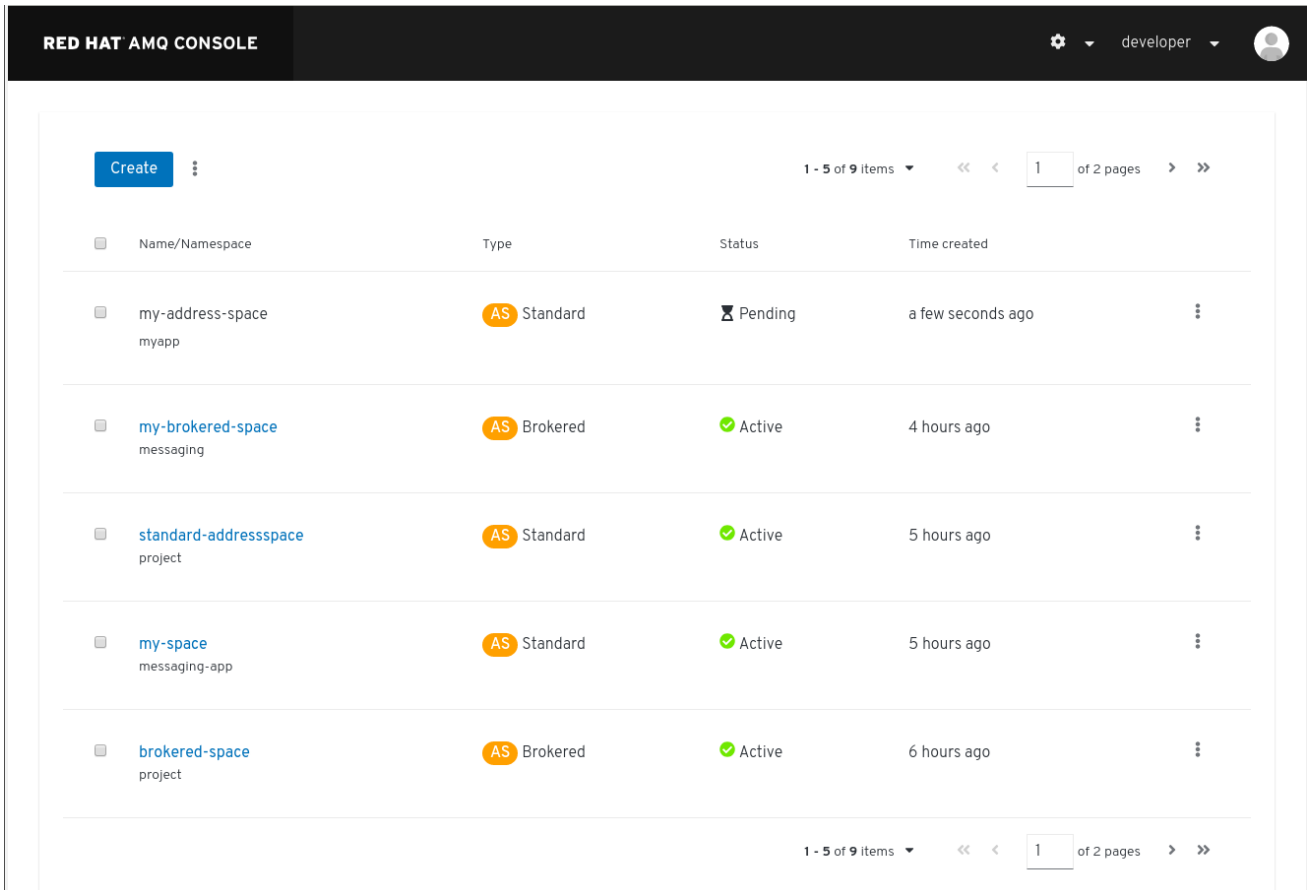 RED HAT AMQ CONSOLE developer
Create 1 - 5 of 9 items 1 of 2 pages
Name/Namespace Type Status Time created
my-address-space AS Standard Pending a few seconds ago
myapp
my-brokered-space AS Brokered Active 4 hours ago
messaging
standard-addressspace AS Standard Active 5 hours ago
project
my-space AS Standard Active 5 hours ago
messaging-app
brokered-space AS Brokered Active 6 hours ago
project
1 - 5 of 9 items 1 of 2 pages